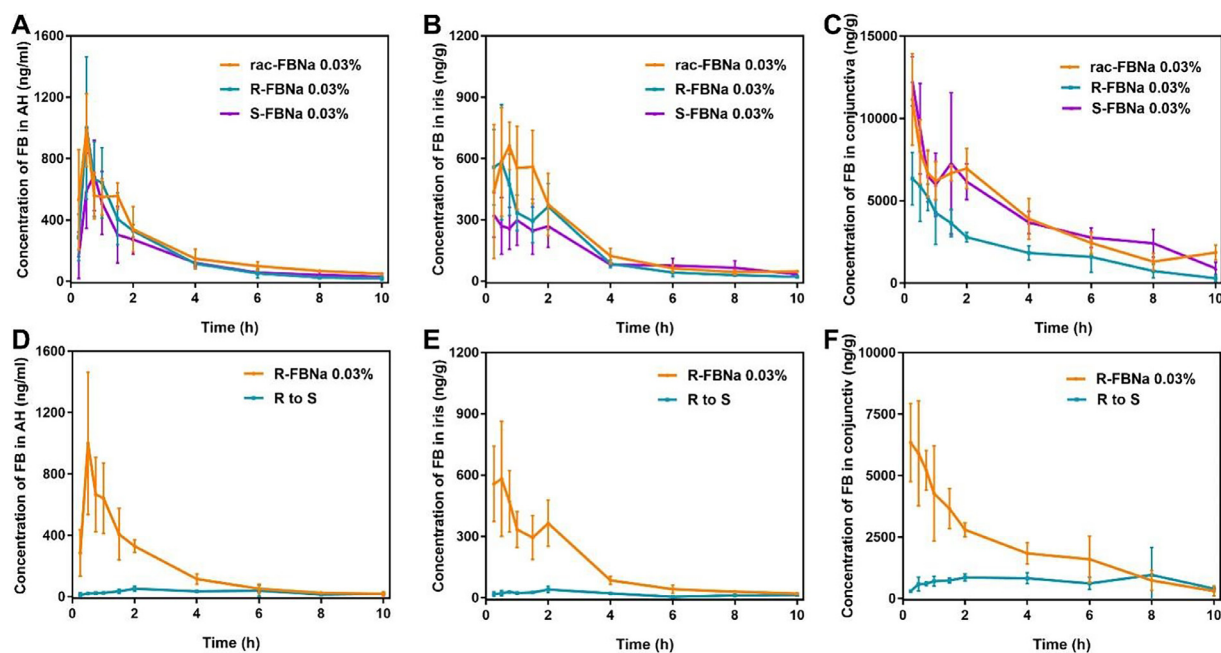 A
Concentration of FB in AH (ng/ml)
1600
1200
800
400
0
rac-FBNa 0.03%
R-FBNa 0.03%
S-FBNa 0.03%
0 2 4 6 8 10
Time (h)
B
Concentration of FB in iris (ng/g)
1200
900
600
300
0
rac-FBNa 0.03%
R-FBNa 0.03%
S-FBNa 0.03%
0 2 4 6 8 10
Time (h)
C
Concentration of FB in conjunctiva (ng/g)
15000
10000
5000
0
rac-FBNa 0.03%
R-FBNa 0.03%
S-FBNa 0.03%
0 2 4 6 8 10
Time (h)
D
Concentration of FB in AH (ng/ml)
1600
1200
800
400
0
R-FBNa 0.03%
R to S
0 2 4 6 8 10
Time (h)
E
Concentration of FB in iris (ng/g)
1200
900
600
300
0
R-FBNa 0.03%
R to S
0 2 4 6 8 10
Time (h)
F
Concentration of FB in conjunctiv (ng/g)
10000
7500
5000
2500
0
R-FBNa 0.03%
R to S
0 2 4 6 8 10
Time (h)